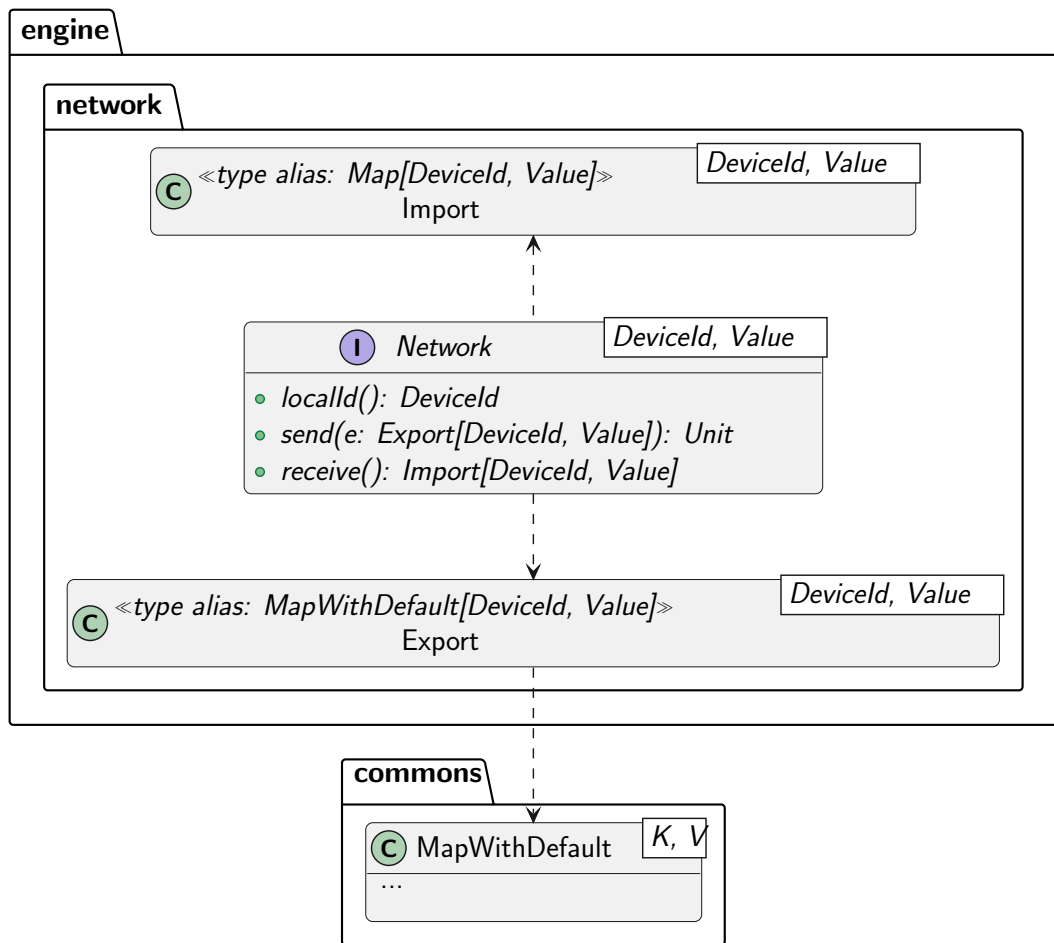 engine
network
DeviceId, Value
C
≪type alias: Map[DeviceId, Value]≫
Import
DeviceId, Value
I
Network
localId(): DeviceId
send(e: Export[DeviceId, Value]): Unit
receive(): Import[DeviceId, Value]
DeviceId, Value
C
≪type alias: MapWithDefault[DeviceId, Value]≫
Export
commons
K, V
C MapWithDefault
...